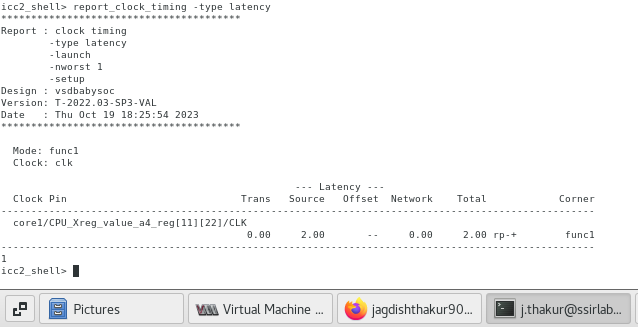 icc2_shell> report_clock_timing -type latency
****************************************
Report : clock timing
        -type latency
        -launch
        -nworst 1
        -setup
Design : vsdbabysoc
Version: T-2022.03-SP3-VAL
Date   : Thu Oct 19 18:25:54 2023
****************************************
  Mode: func1
  Clock: clk
--- Latency ---
  Clock Pin                              Trans   Source   Offset  Network    Total            Corner
---------------------------------------------------------------------------------------------------
  core1/CPU_Xreg_value_a4_reg[11][22]/CLK
                                          0.00     2.00       --     0.00     2.00 rp-+        func1
---------------------------------------------------------------------------------------------------
1
icc2_shell>
Pictures   Virtual Machine ...   jagdishthakur90...   j.thakur@ssirlab...